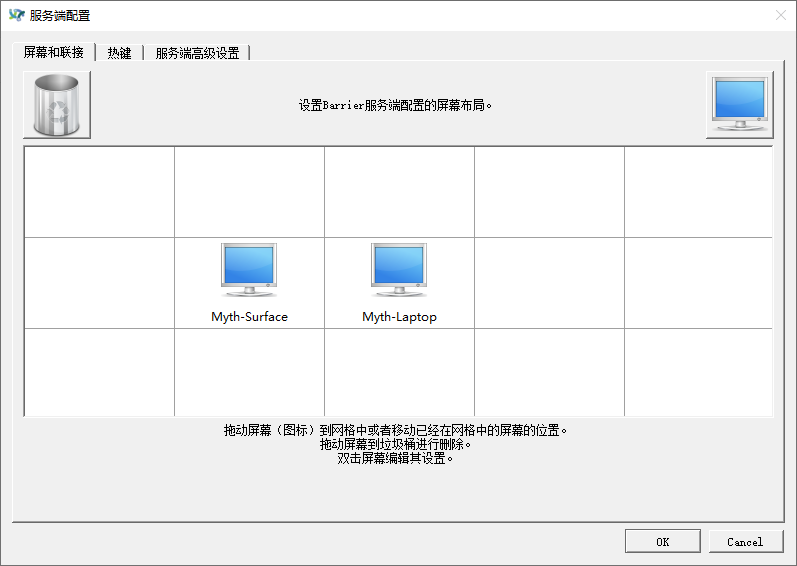 服务端配置
屏幕和联接
热键
服务端高级设置
设置Barrier服务端配置的屏幕布局。
Myth-Surface
Myth-Laptop
拖动屏幕（图标）到网格中或者移动已经在网格中的屏幕的位置。
拖动屏幕到垃圾桶进行删除。
双击屏幕编辑其设置。
OK
Cancel